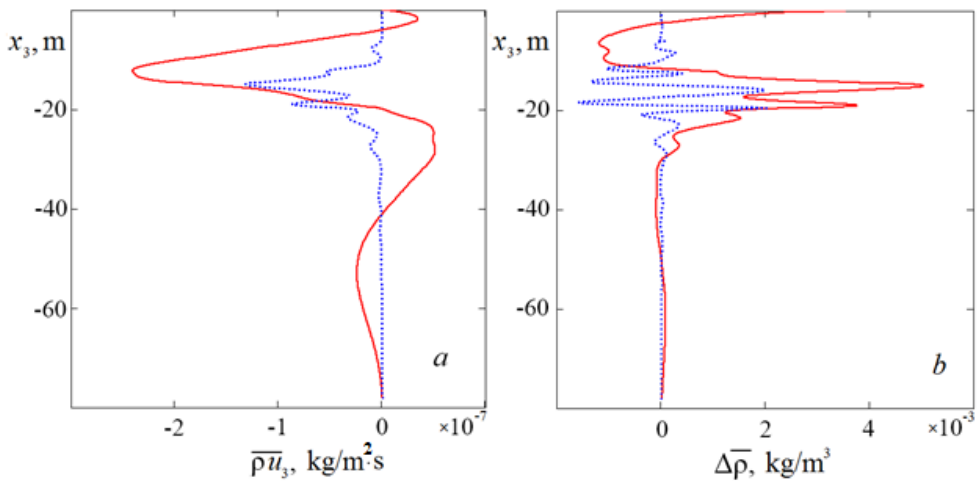 x₃, m
-20
-40
-60
a
-2 -1 0 ×10⁻⁷
ρ̅u̅₃, kg/m²·s
x₃, m
-20
-40
-60
b
0 2 4 ×10⁻³
Δρ̅, kg/m³